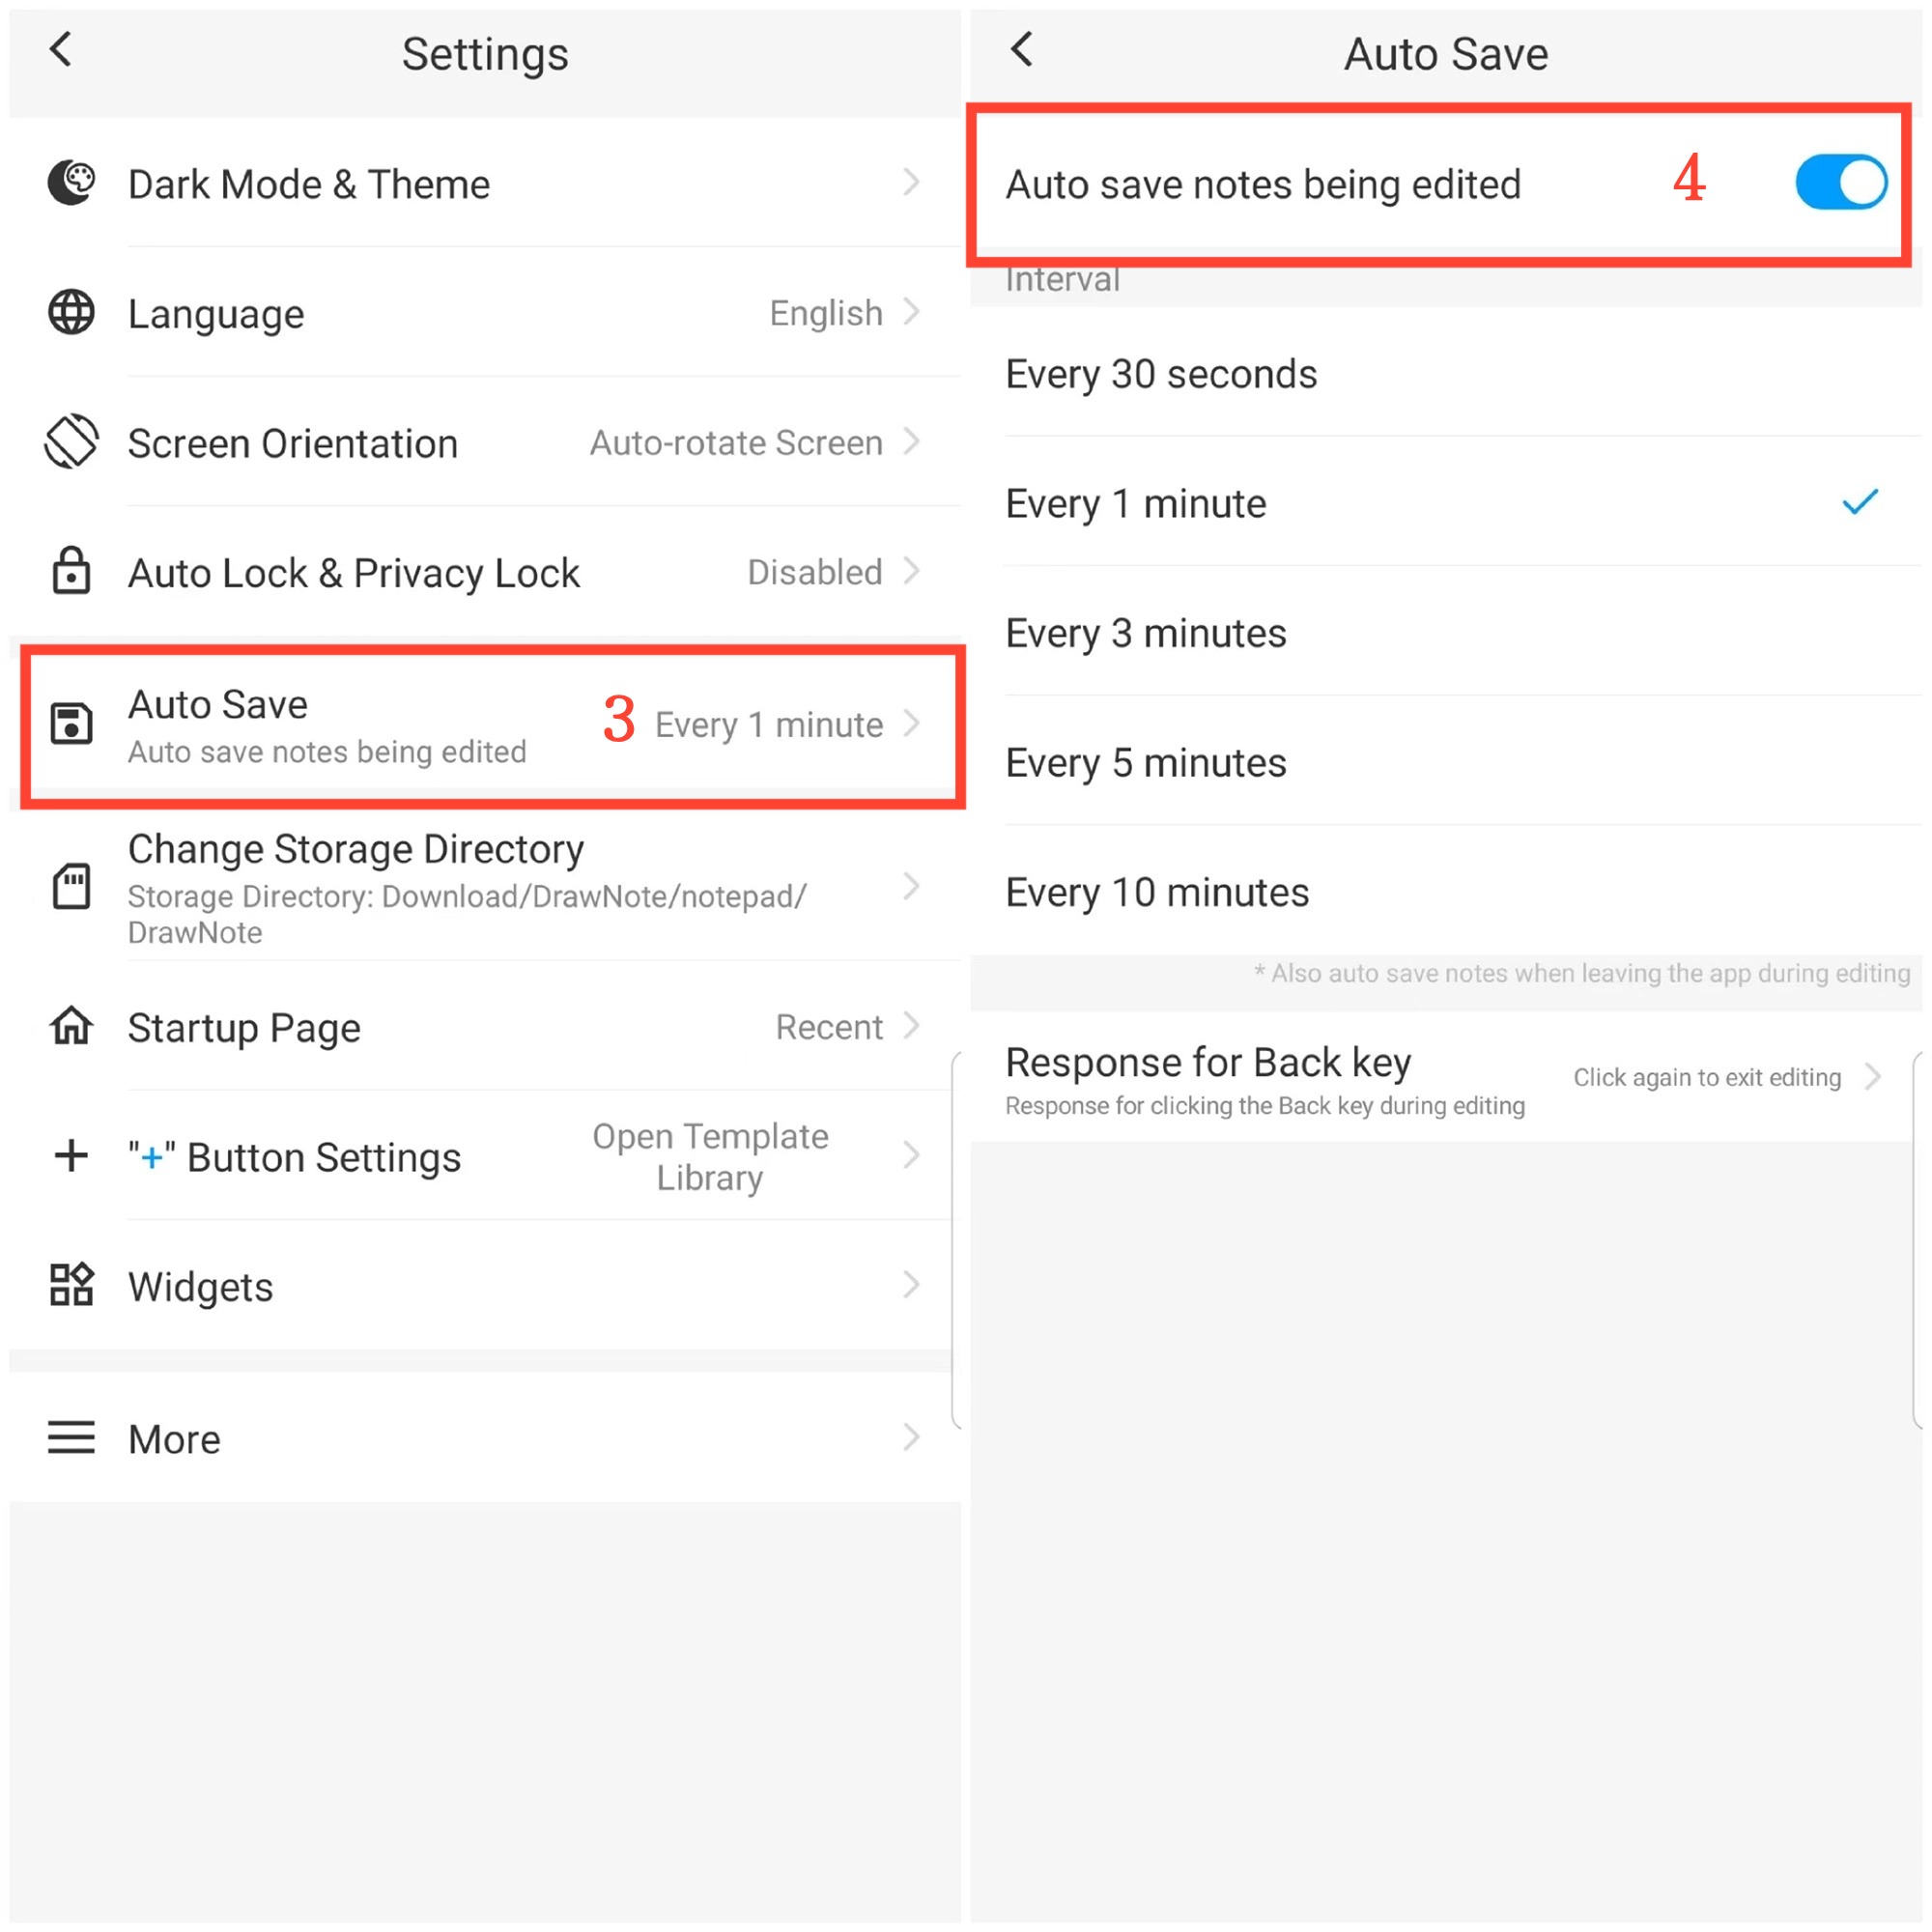 Settings
Dark Mode & Theme
Language
English
Screen Orientation
Auto-rotate Screen
Auto Lock & Privacy Lock
Disabled
Auto Save
Auto save notes being edited
3
Every 1 minute
Change Storage Directory
Storage Directory: Download/DrawNote/notepad/
DrawNote
Startup Page
Recent
"+" Button Settings
Open Template
Library
Widgets
More
Auto Save
Auto save notes being edited
4
Interval
Every 30 seconds
Every 1 minute
Every 3 minutes
Every 5 minutes
Every 10 minutes
* Also auto save notes when leaving the app during editing
Response for Back key
Response for clicking the Back key during editing
Click again to exit editing